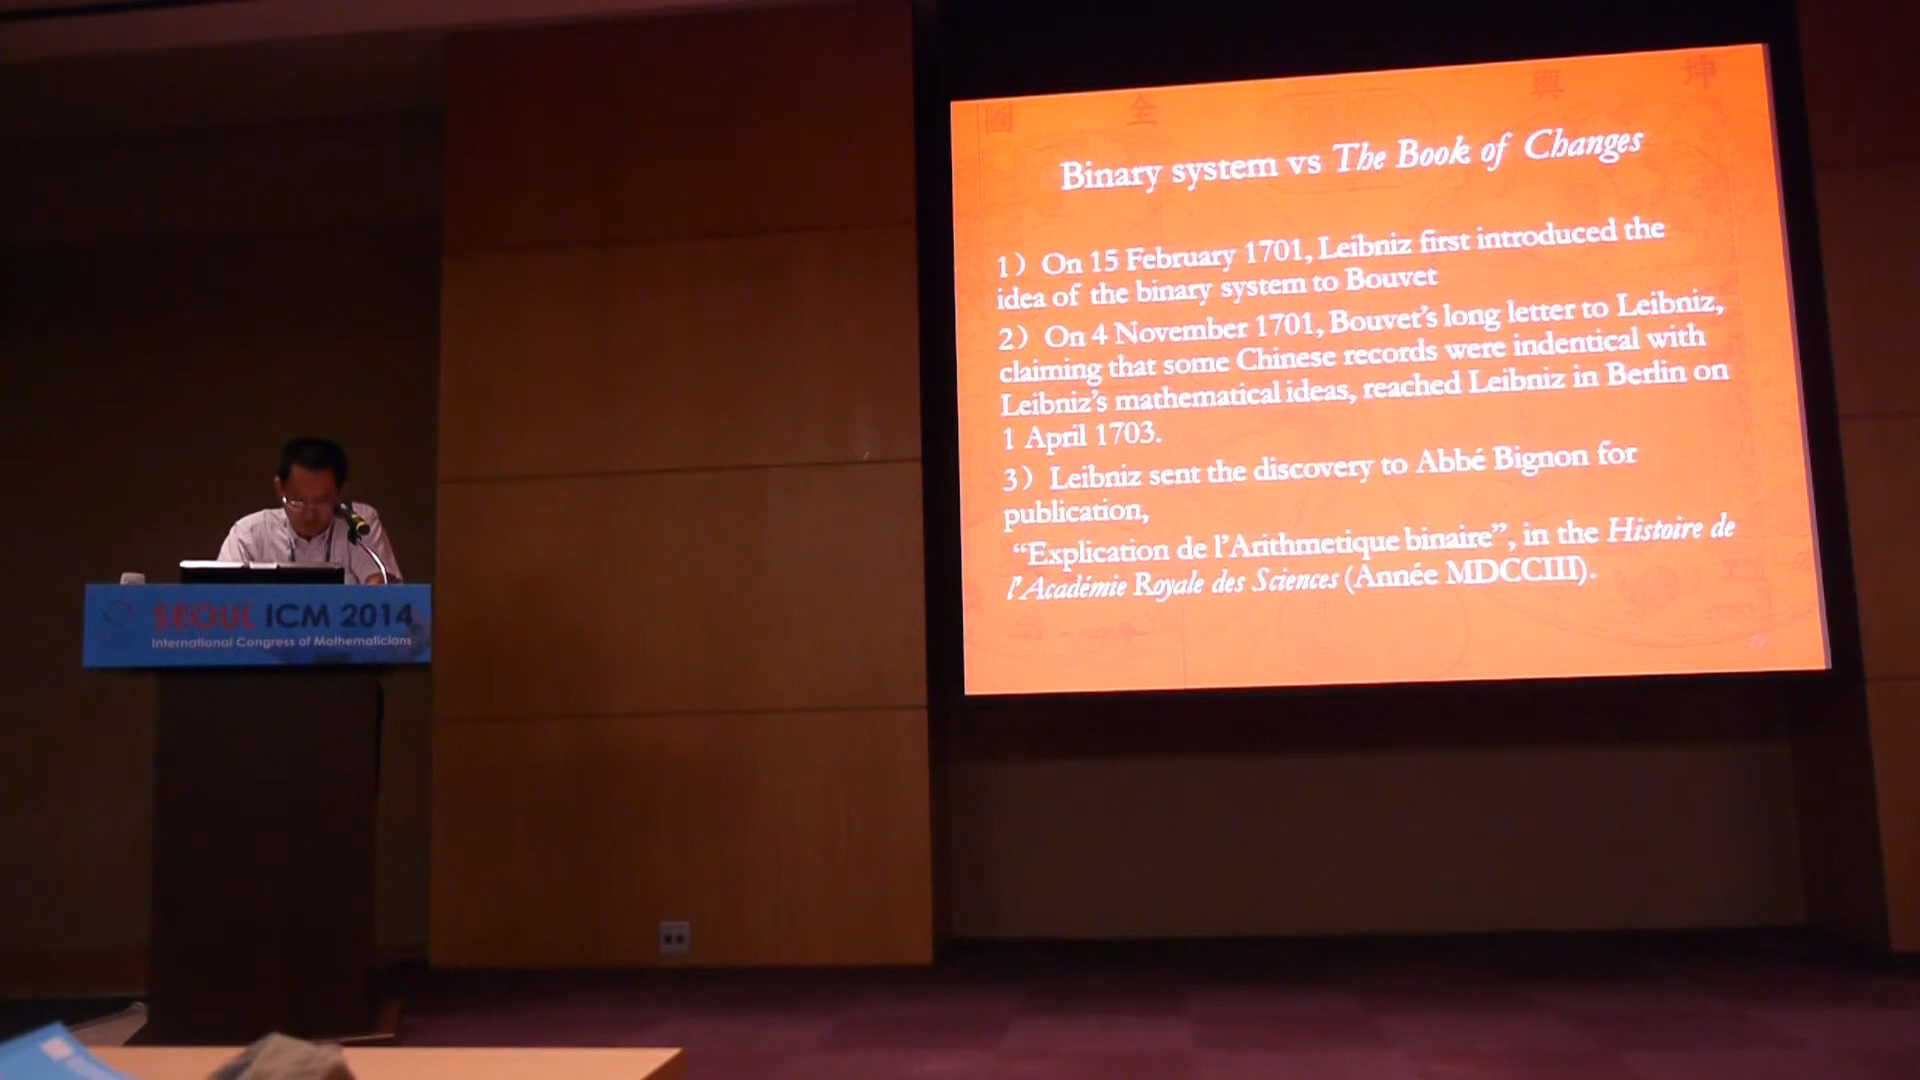 圖 全 輿 坤
Binary system vs The Book of Changes
1）On 15 February 1701, Leibniz first introduced the
idea of the binary system to Bouvet
2）On 4 November 1701, Bouvet’s long letter to Leibniz,
claiming that some Chinese records were indentical with
Leibniz’s mathematical ideas, reached Leibniz in Berlin on
1 April 1703.
3）Leibniz sent the discovery to Abbé Bignon for
publication,
“Explication de l’Arithmetique binaire”, in the Histoire de
l’Académie Royale des Sciences (Année MDCCIII).
SEOUL ICM 2014
International Congress of Mathematicians